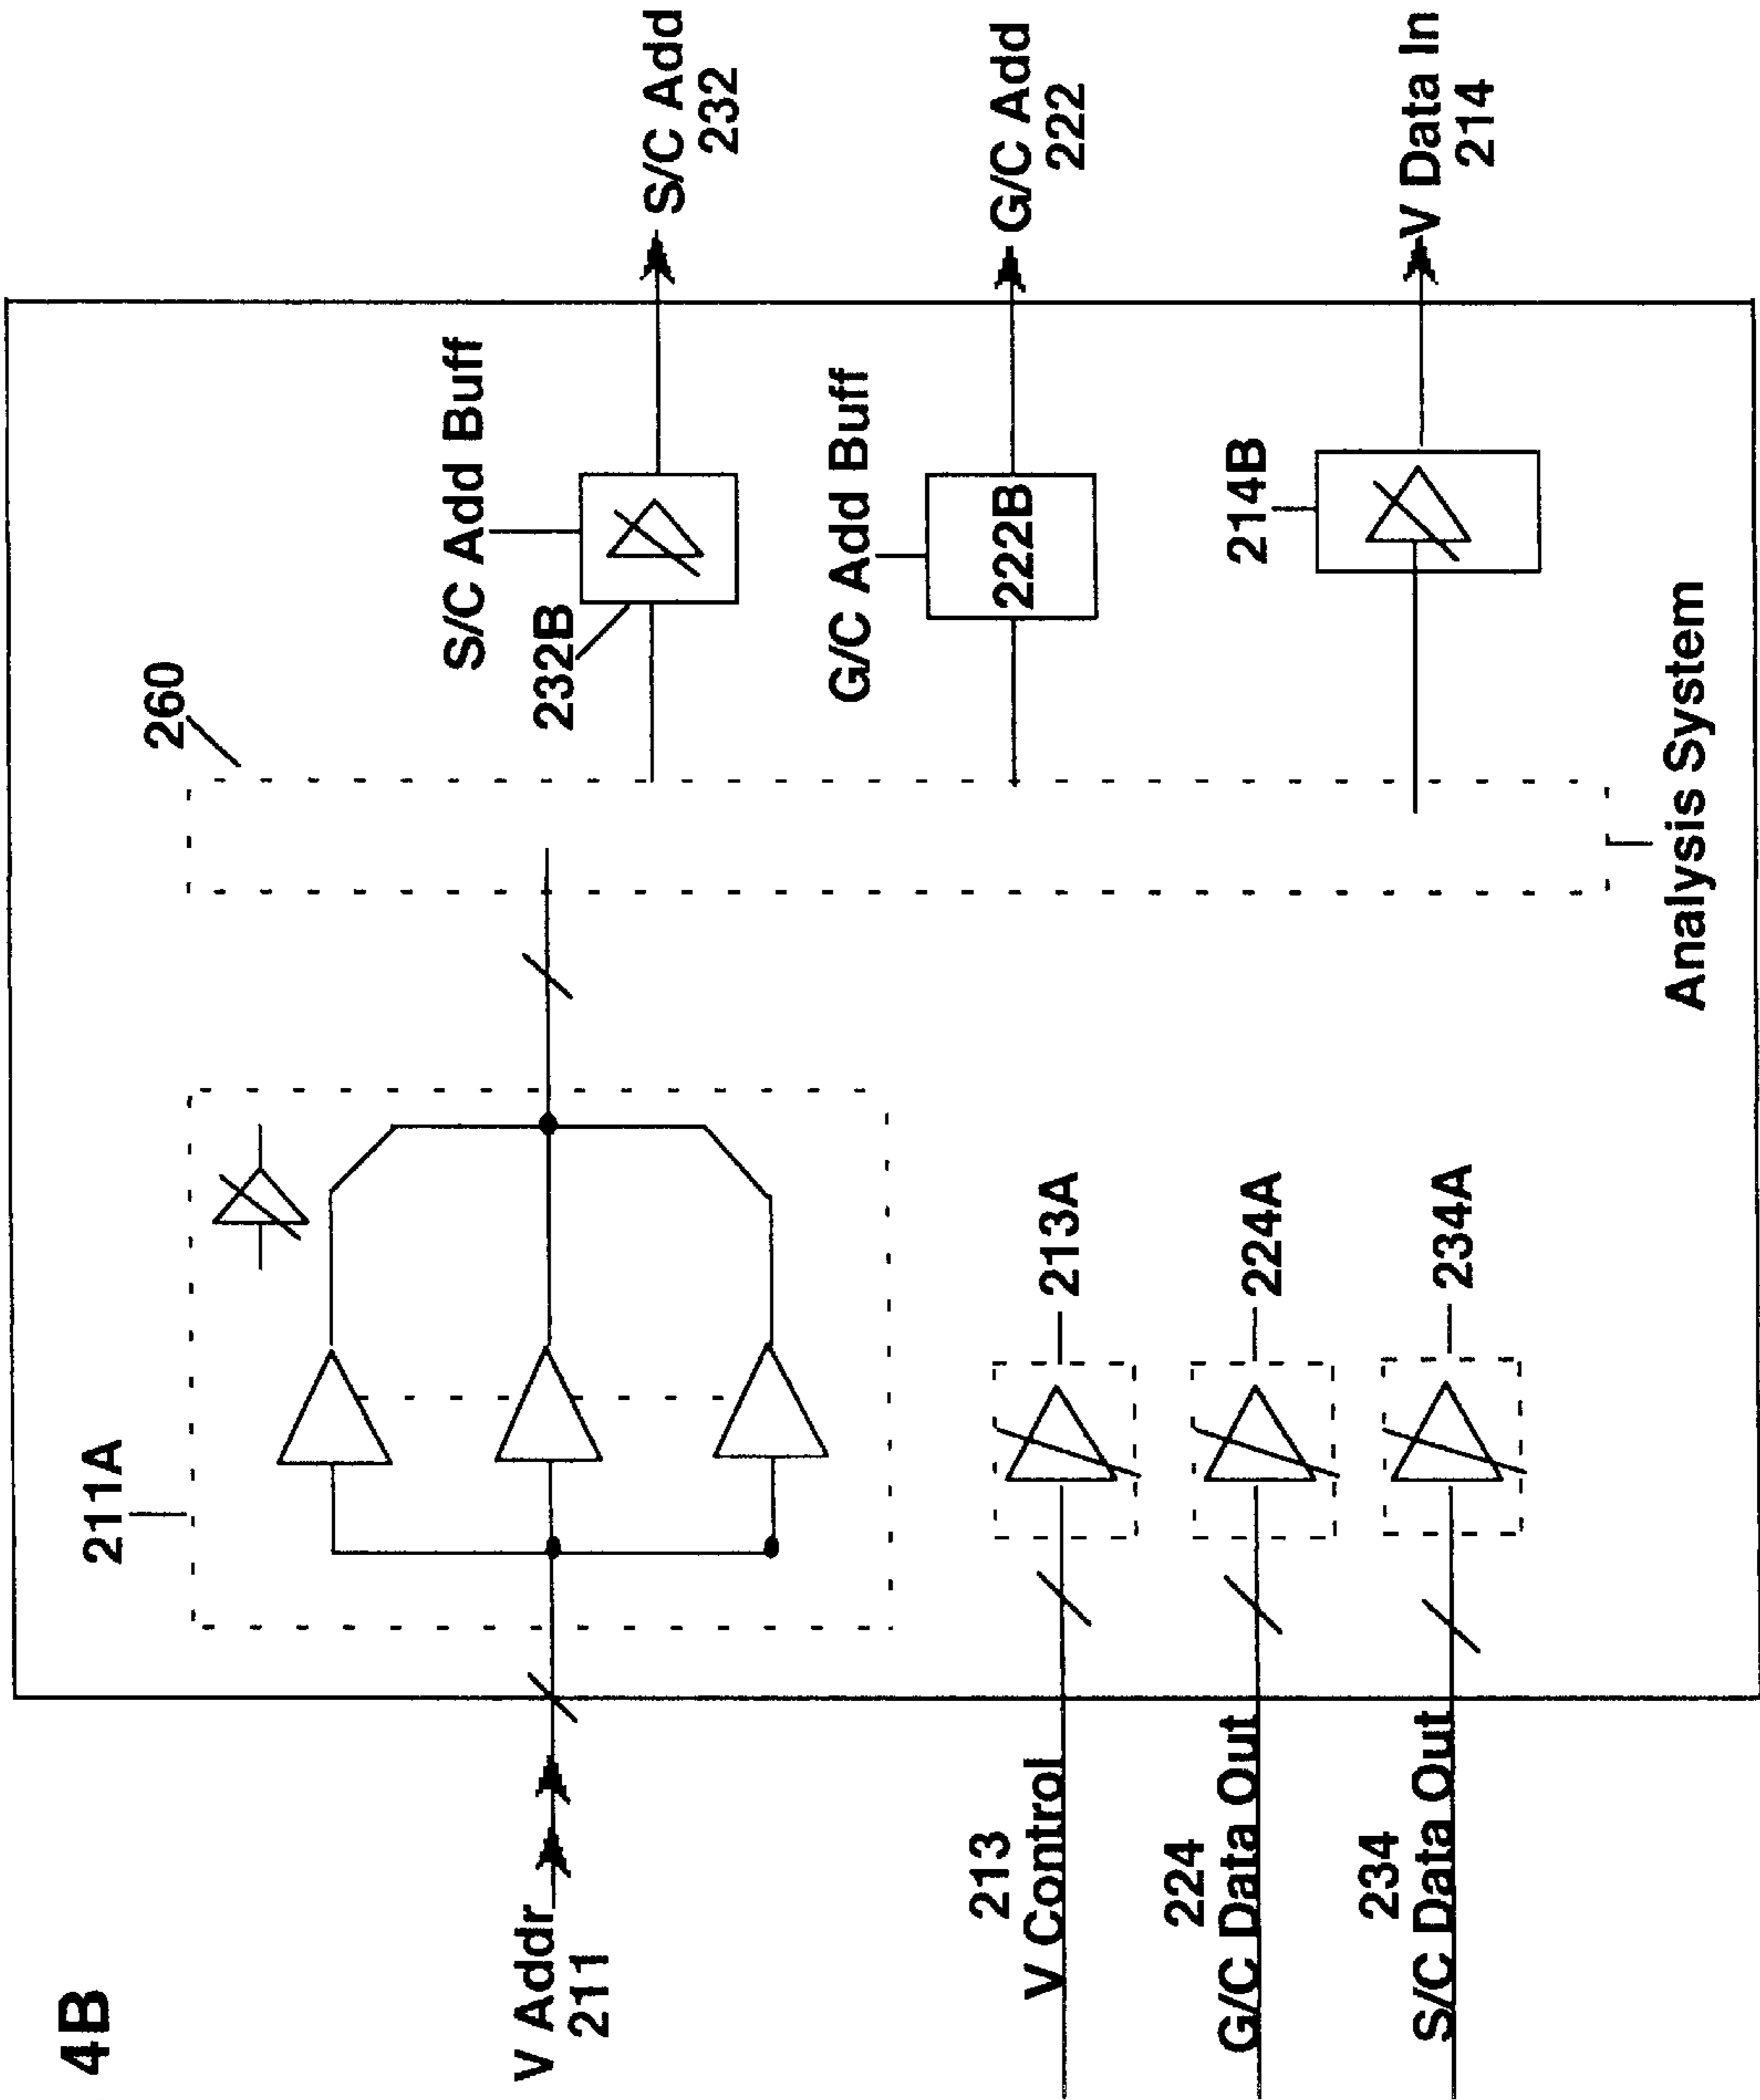 4B
V Addr
211
213
V Control
224
G/C Data Out
234
S/C Data Out
211A
213A
224A
234A
260
Analysis System
S/C Add Buff
232B
G/C Add Buff
222B
214B
S/C Add
232
G/C Add
222
V Data In
214